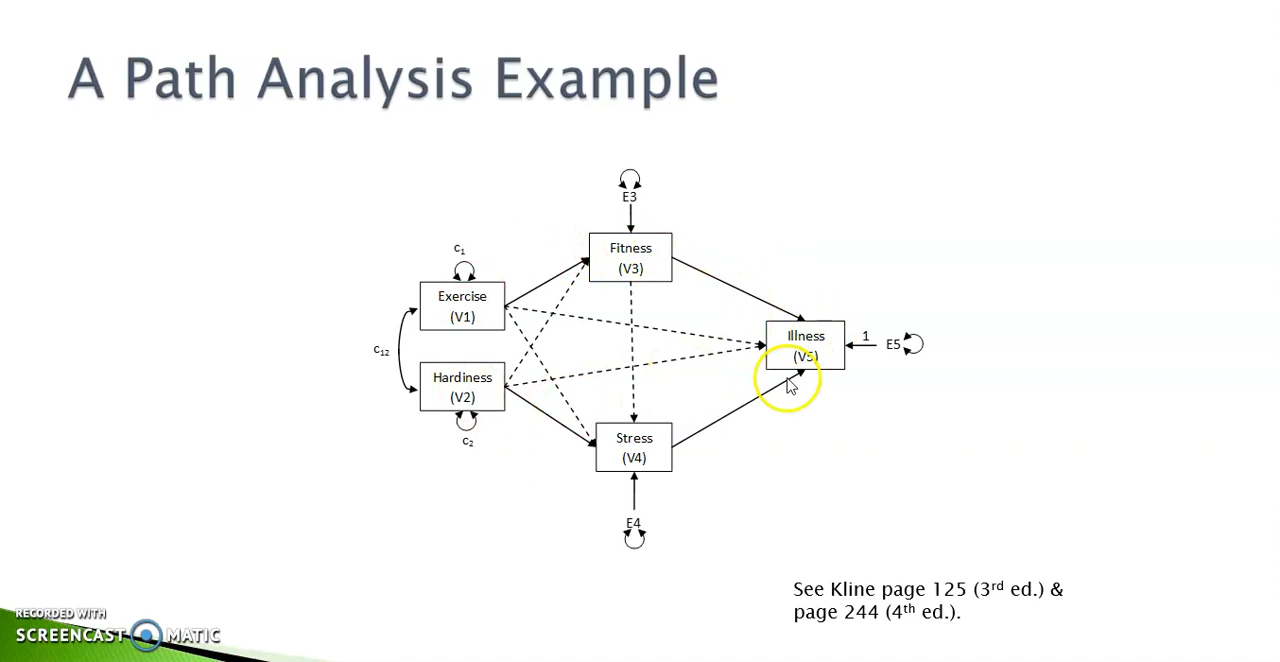 A Path Analysis Example
E3
Fitness
(V3)
c1
Exercise
(V1)
c12
Hardiness
(V2)
c2
Illness
(V5)
1
E5
Stress
(V4)
E4
See Kline page 125 (3rd ed.) &
page 244 (4th ed.).
RECORDED WITH
SCREENCAST MATIC